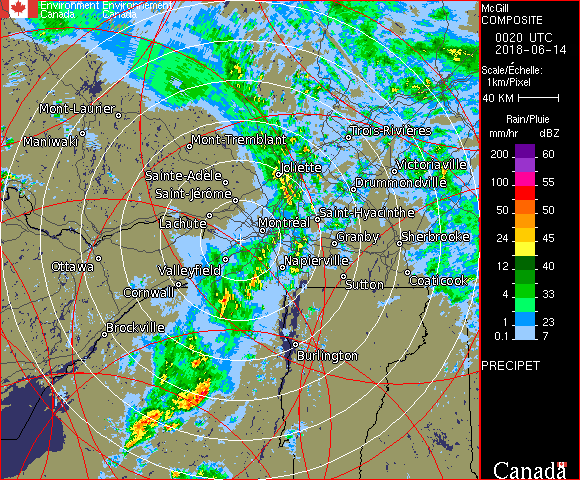 Environment Environnement
Canada Canada
McGill
COMPOSITE
0020 UTC
2018-06-14
Scale/Échelle:
1km/Pixel
40 KM
Rain/Pluie
mm/hr dBZ
200 60
100 55
50 50
24 45
12 40
4 33
1 23
0.1 7
PRECIPET
Canada
Mont-Laurier
Maniwaki
Mont-Tremblant
Trois-Rivières
Sainte-Adèle
Joliette
Victoriaville
Saint-Jérôme
Drummondville
Lachute
Montréal
Saint-Hyacinthe
Granby
Sherbrooke
Ottawa
Valleyfield
Napierville
Cornwall
Sutton
Coaticook
Brockville
Burlington